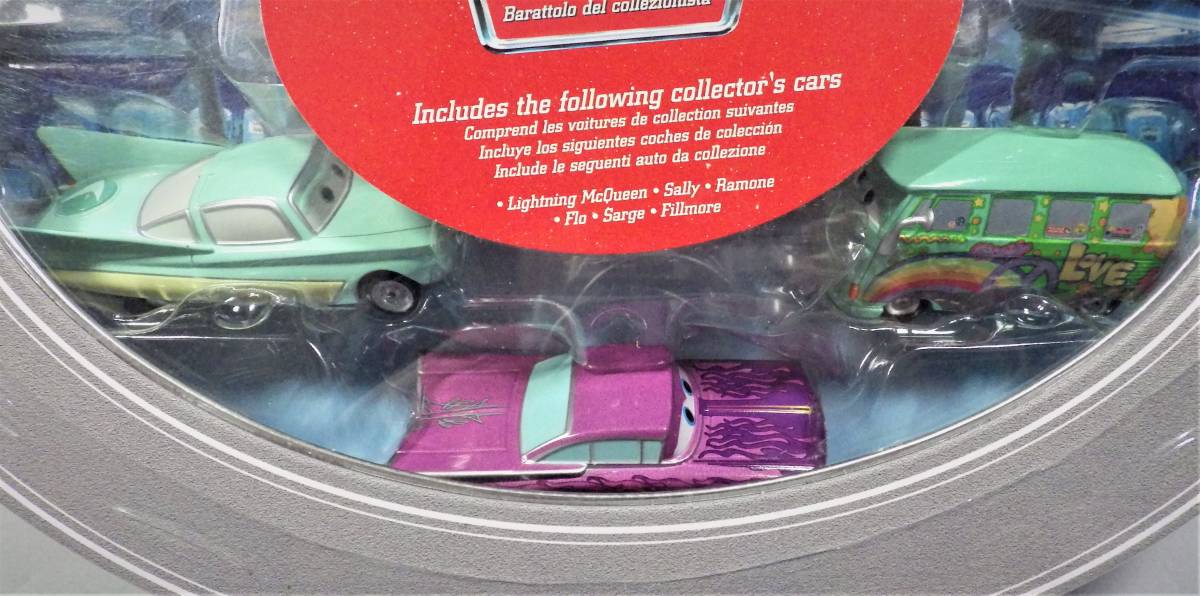 Barattolo del collezionista
Includes the following collector's cars
Comprend les voitures de collection suivantes
Incluye los siguientes coches de colección
Include le seguenti auto da collezione
• Lightning McQueen • Sally • Ramone
• Flo • Sarge • Fillmore
Love